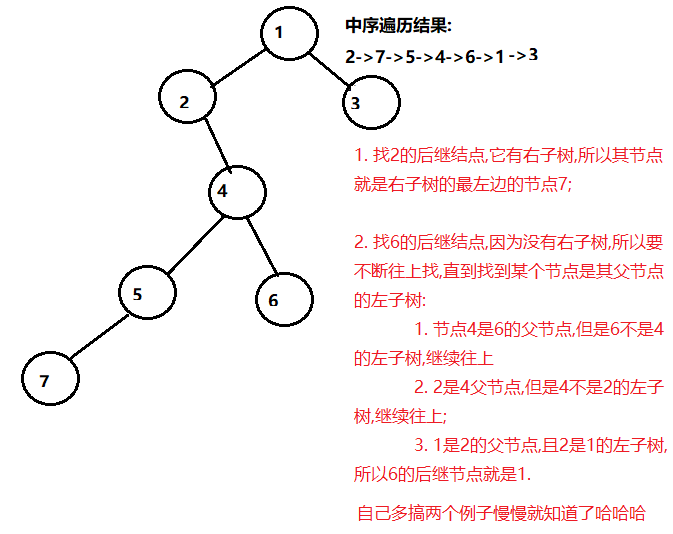 1
中序遍历结果:
2->7->5->4->6->1->3
2
3
1. 找2的后继结点,它有右子树,所以其节点
就是右子树的最左边的节点7;
4
2. 找6的后继结点,因为没有右子树,所以要
不断往上找,直到找到某个节点是其父节点
的左子树:
5
6
1. 节点4是6的父节点,但是6不是4
的左子树,继续往上
7
2. 2是4父节点,但是4不是2的左子
树,继续往上;
3. 1是2的父节点,且2是1的左子树,
所以6的后继节点就是1.
自己多搞两个例子慢慢就知道了哈哈哈